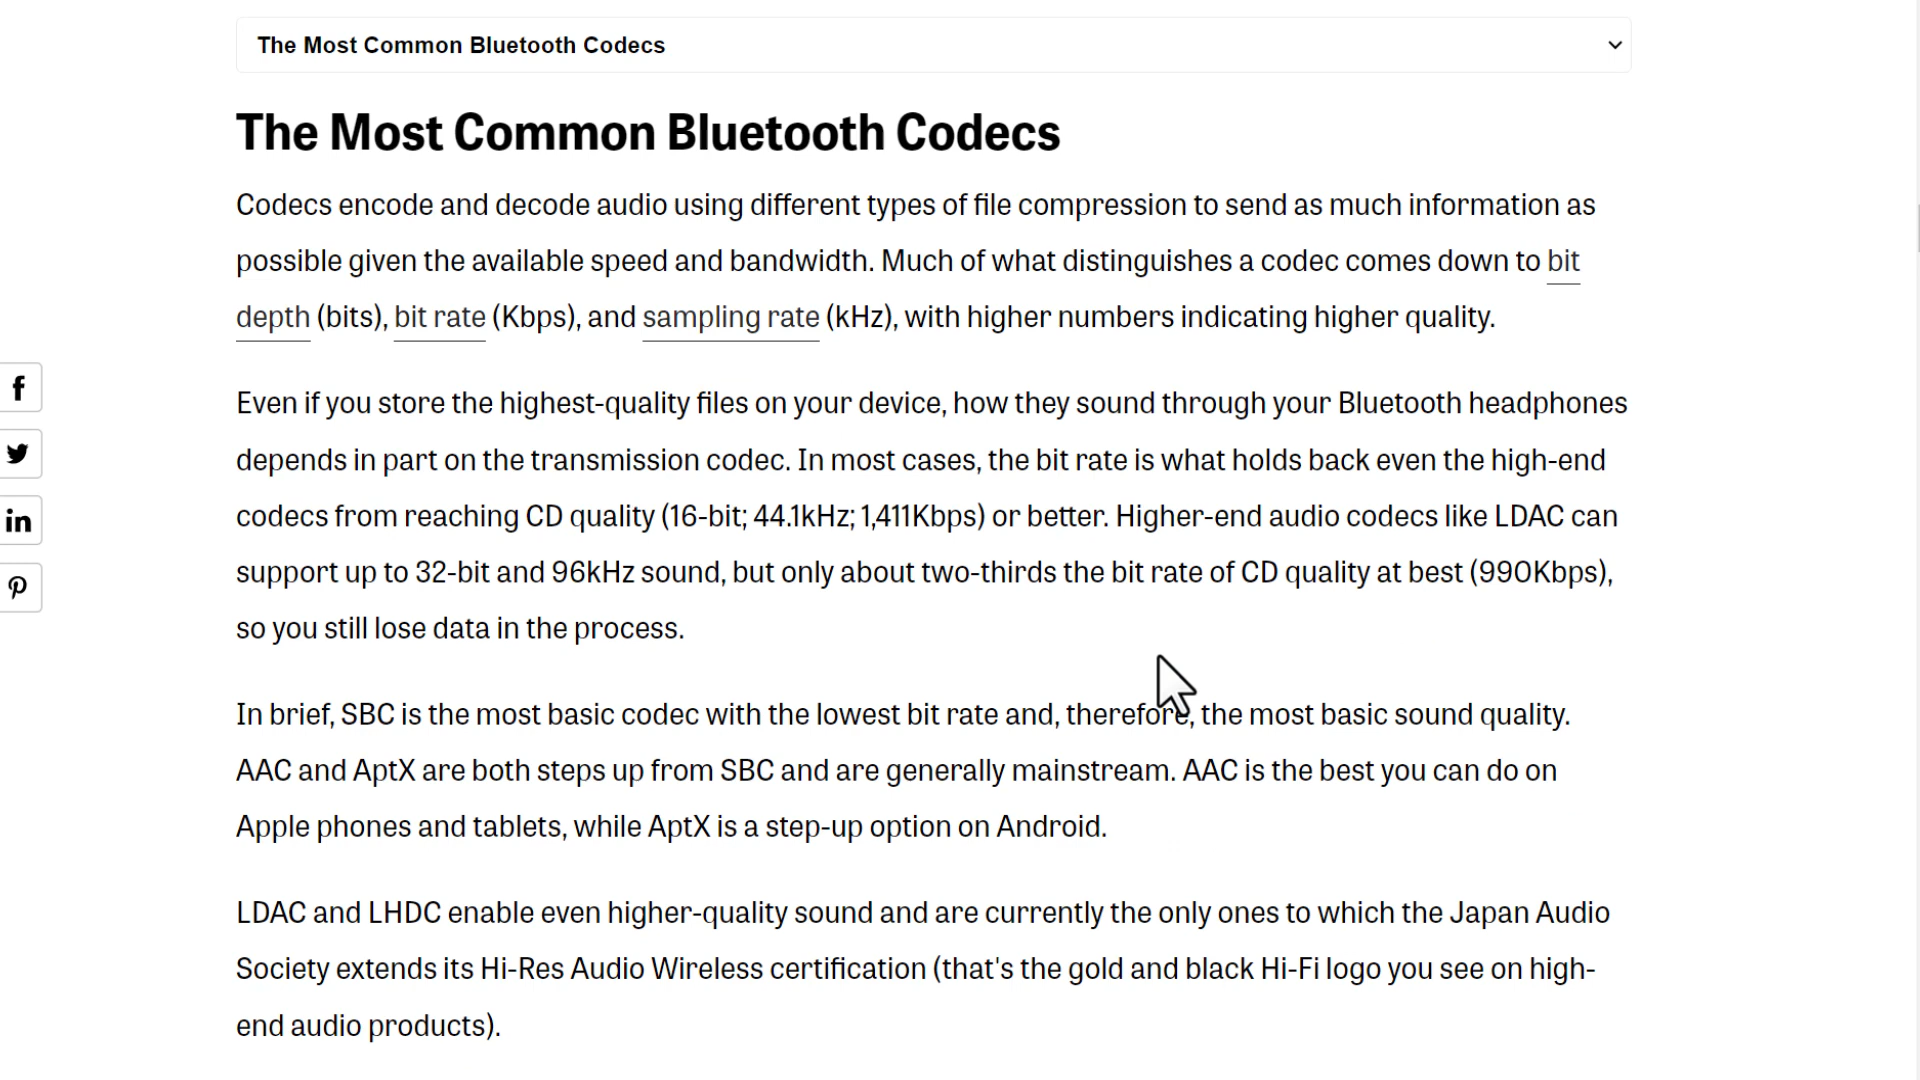 The Most Common Bluetooth Codecs
The Most Common Bluetooth Codecs
Codecs encode and decode audio using different types of file compression to send as much information as
possible given the available speed and bandwidth. Much of what distinguishes a codec comes down to bit
depth (bits), bit rate (Kbps), and sampling rate (kHz), with higher numbers indicating higher quality.
Even if you store the highest-quality files on your device, how they sound through your Bluetooth headphones
depends in part on the transmission codec. In most cases, the bit rate is what holds back even the high-end
codecs from reaching CD quality (16-bit; 44.1kHz; 1,411Kbps) or better. Higher-end audio codecs like LDAC can
support up to 32-bit and 96kHz sound, but only about two-thirds the bit rate of CD quality at best (990Kbps),
so you still lose data in the process.
In brief, SBC is the most basic codec with the lowest bit rate and, therefore, the most basic sound quality.
AAC and AptX are both steps up from SBC and are generally mainstream. AAC is the best you can do on
Apple phones and tablets, while AptX is a step-up option on Android.
LDAC and LHDC enable even higher-quality sound and are currently the only ones to which the Japan Audio
Society extends its Hi-Res Audio Wireless certification (that's the gold and black Hi-Fi logo you see on high-
end audio products).